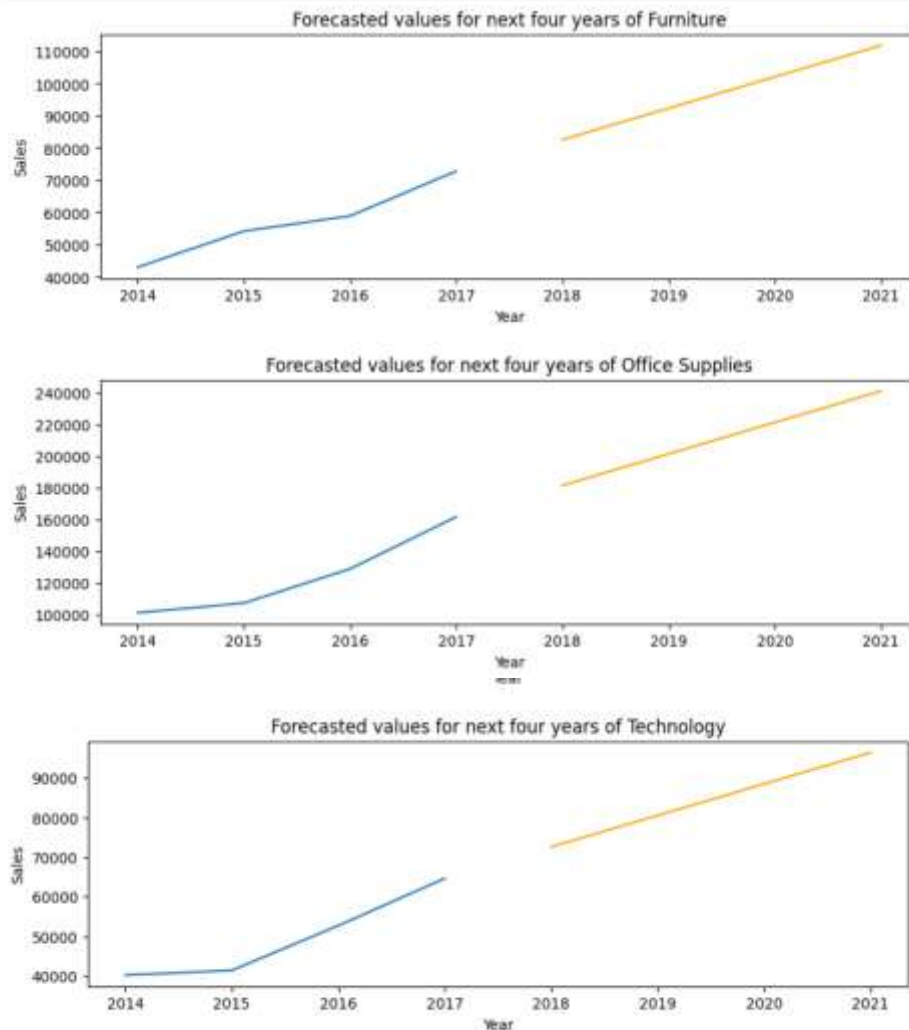 Forecasted values for next four years of Furniture
110000
100000
90000
80000
70000
60000
50000
40000
Sales
2014 2015 2016 2017 2018 2019 2020 2021
Year
Forecasted values for next four years of Office Supplies
240000
220000
200000
180000
160000
140000
120000
100000
Sales
2014 2015 2016 2017 2018 2019 2020 2021
Year
Year
Forecasted values for next four years of Technology
90000
80000
70000
60000
50000
40000
Sales
2014 2015 2016 2017 2018 2019 2020 2021
Year